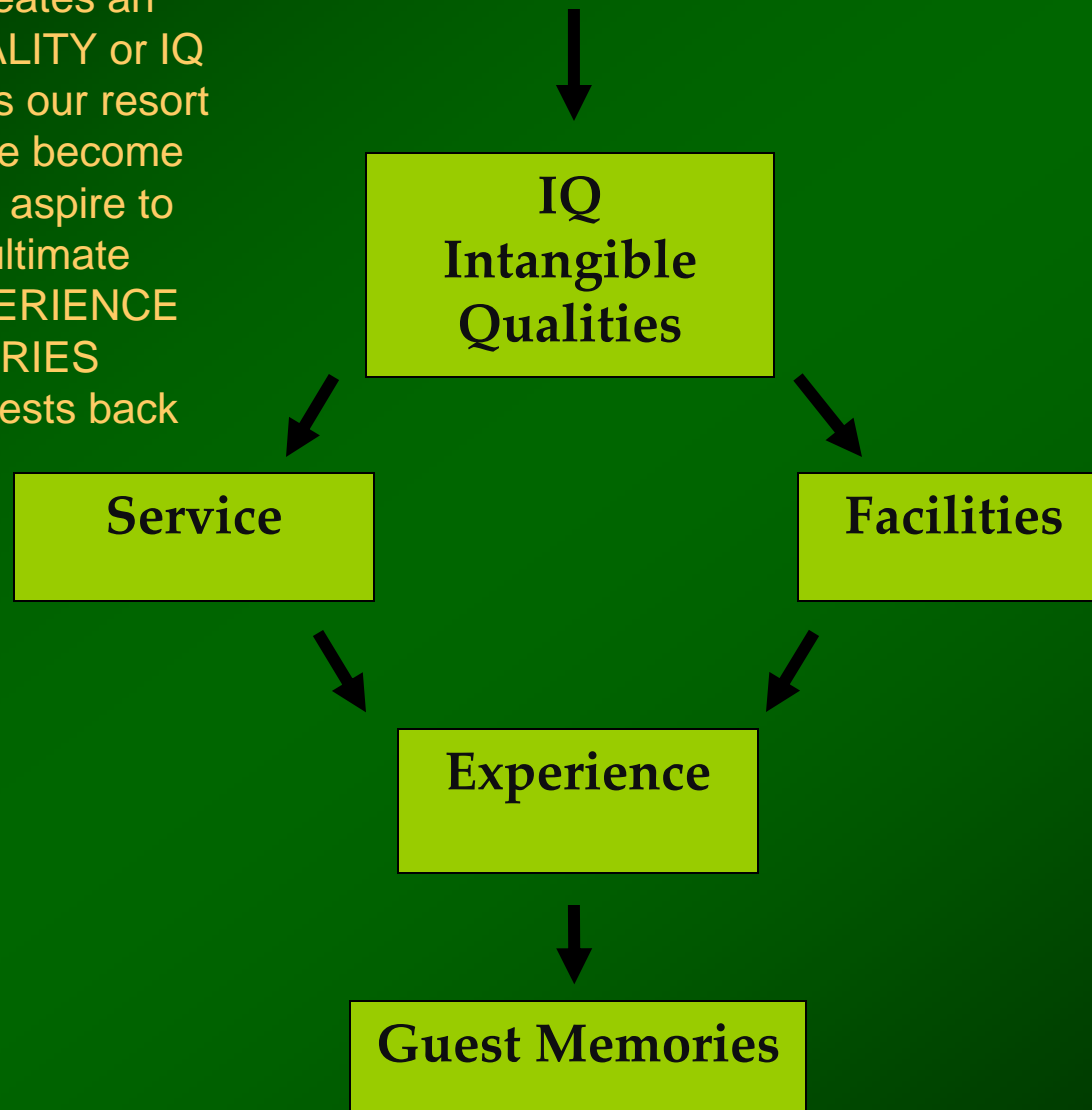 ALITY or IQ
s our resort
e become
aspire to
ultimate
ERIENCE
RIES
ests back
IQ
Intangible
Qualities
Service
Facilities
Experience
Guest Memories